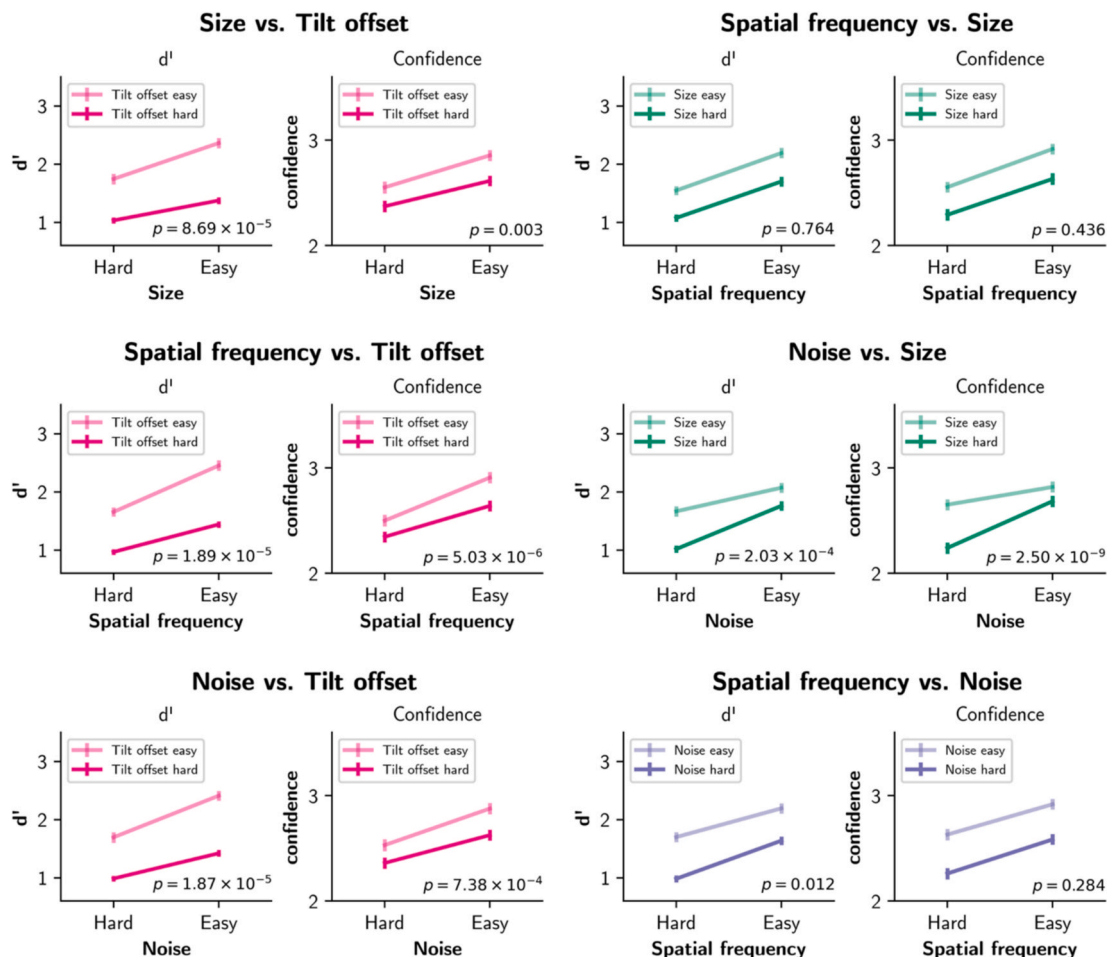 Size vs. Tilt offset
d'
Tilt offset easy
Tilt offset hard
3
2
1
d'
p = 8.69 × 10⁻⁵
Hard Easy
Size
Confidence
Tilt offset easy
Tilt offset hard
3
2
confidence
p = 0.003
Hard Easy
Size
Spatial frequency vs. Size
d'
Size easy
Size hard
3
2
1
d'
p = 0.764
Hard Easy
Spatial frequency
Confidence
Size easy
Size hard
3
2
confidence
p = 0.436
Hard Easy
Spatial frequency
Spatial frequency vs. Tilt offset
d'
Tilt offset easy
Tilt offset hard
3
2
1
d'
p = 1.89 × 10⁻⁵
Hard Easy
Spatial frequency
Confidence
Tilt offset easy
Tilt offset hard
3
2
confidence
p = 5.03 × 10⁻⁶
Hard Easy
Spatial frequency
Noise vs. Size
d'
Size easy
Size hard
3
2
1
d'
p = 2.03 × 10⁻⁴
Hard Easy
Noise
Confidence
Size easy
Size hard
3
2
confidence
p = 2.50 × 10⁻⁹
Hard Easy
Noise
Noise vs. Tilt offset
d'
Tilt offset easy
Tilt offset hard
3
2
1
d'
p = 1.87 × 10⁻⁵
Hard Easy
Noise
Confidence
Tilt offset easy
Tilt offset hard
3
2
confidence
p = 7.38 × 10⁻⁴
Hard Easy
Noise
Spatial frequency vs. Noise
d'
Noise easy
Noise hard
3
2
1
d'
p = 0.012
Hard Easy
Spatial frequency
Confidence
Noise easy
Noise hard
3
2
confidence
p = 0.284
Hard Easy
Spatial frequency